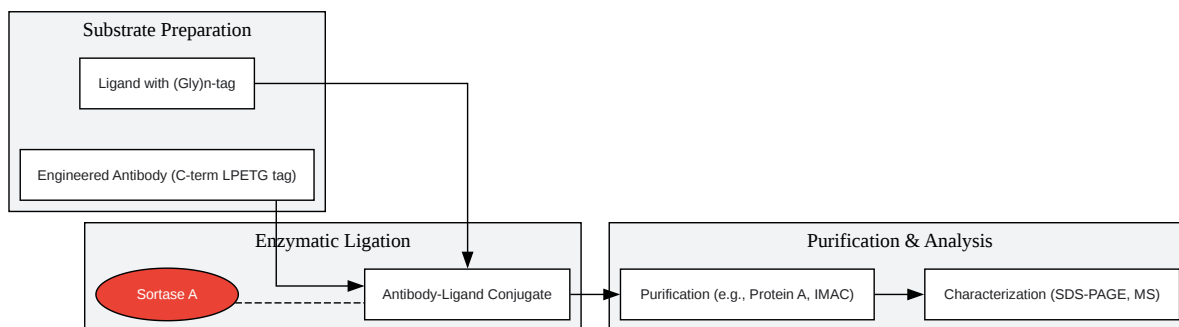 Substrate Preparation
Ligand with (Gly)n-tag
Engineered Antibody (C-term LPETG tag)
Enzymatic Ligation
Sortase A
Antibody-Ligand Conjugate
Purification & Analysis
Purification (e.g., Protein A, IMAC)
Characterization (SDS-PAGE, MS)